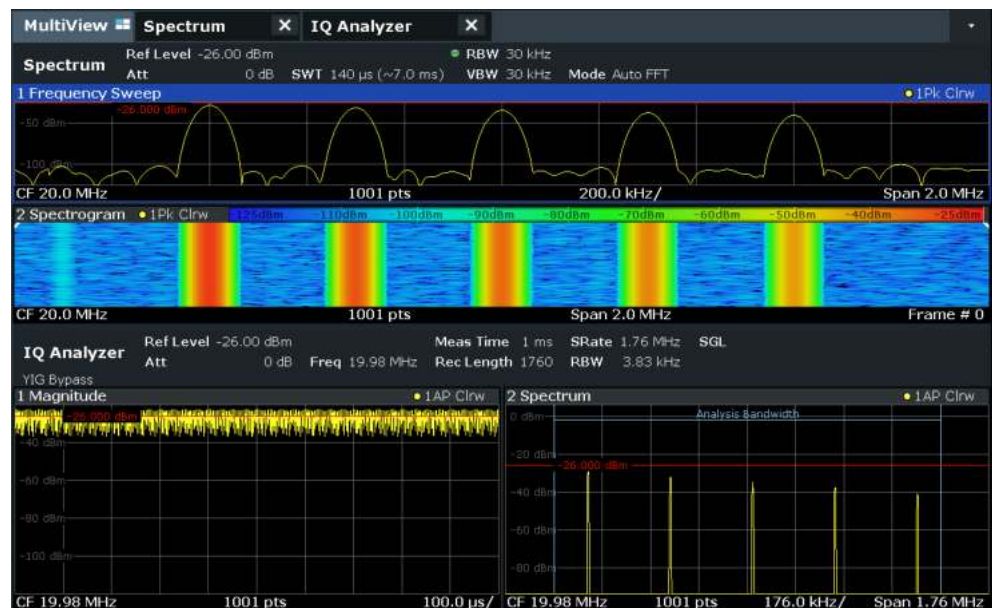 MultiView Spectrum X IQ Analyzer X
Spectrum
Ref Level -26.00 dBm RBW 30 kHz
Att 0 dB SWT 140 µs (~7.0 ms) VBW 30 kHz Mode Auto FFT
1 Frequency Sweep 1Pk Clrw
-26.000 dBm
-50 dBm
-100 dBm
CF 20.0 MHz 1001 pts 200.0 kHz/ Span 2.0 MHz
2 Spectrogram 1Pk Clrw -125dBm -110dBm -100dBm -90dBm -80dBm -70dBm -60dBm -50dBm -40dBm -25dBm
CF 20.0 MHz 1001 pts Span 2.0 MHz Frame # 0
IQ Analyzer
Ref Level -26.00 dBm Meas Time 1 ms SRate 1.76 MHz SGL
Att 0 dB Freq 19.98 MHz Rec Length 1760 RBW 3.83 kHz
YIG Bypass
1 Magnitude 1AP Clrw
-26.000 dBm
-40 dBm
-60 dBm
-80 dBm
-100 dBm
CF 19.98 MHz 1001 pts 100.0 µs/
2 Spectrum 1AP Clrw
0 dBm Analysis Bandwidth
-20 dBm
-26.000 dBm
-40 dBm
-60 dBm
-80 dBm
CF 19.98 MHz 1001 pts 176.0 kHz/ Span 1.76 MHz